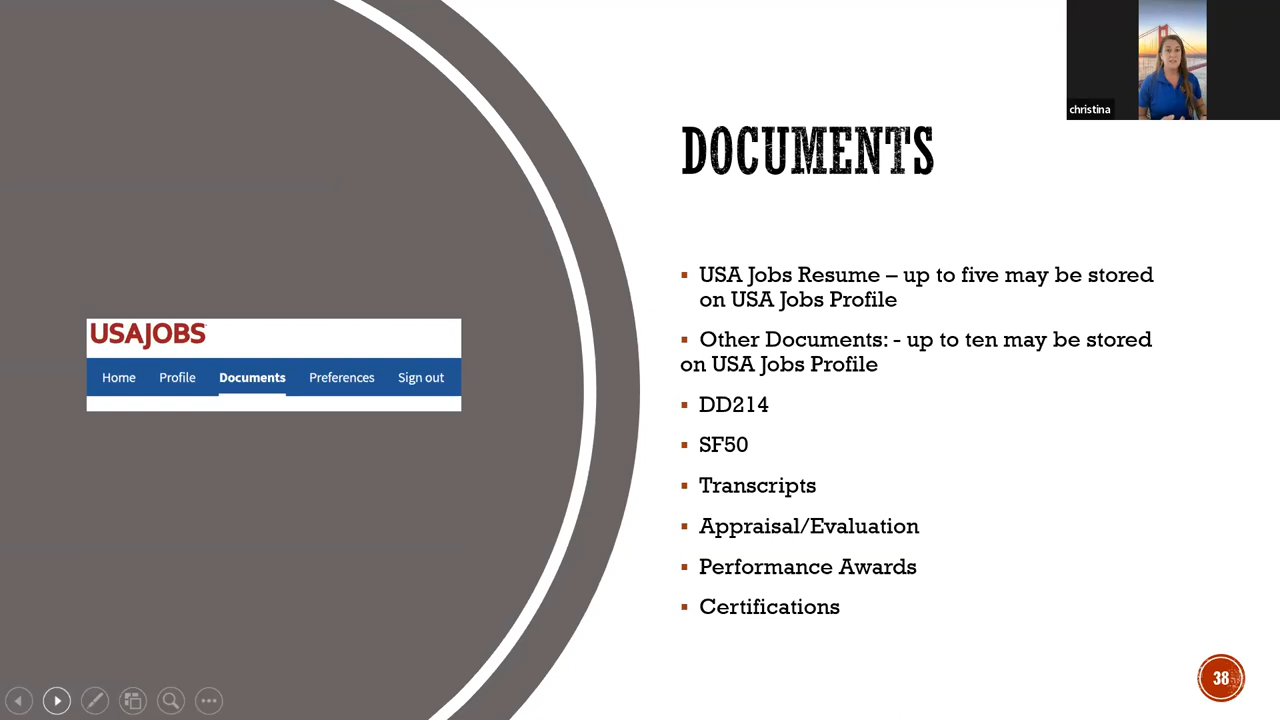 christina
DOCUMENTS
▪ USA Jobs Resume – up to five may be stored
on USA Jobs Profile
▪ Other Documents: - up to ten may be stored
on USA Jobs Profile
▪ DD214
▪ SF50
▪ Transcripts
▪ Appraisal/Evaluation
▪ Performance Awards
▪ Certifications
USAJOBS
Home Profile Documents Preferences Sign out
38